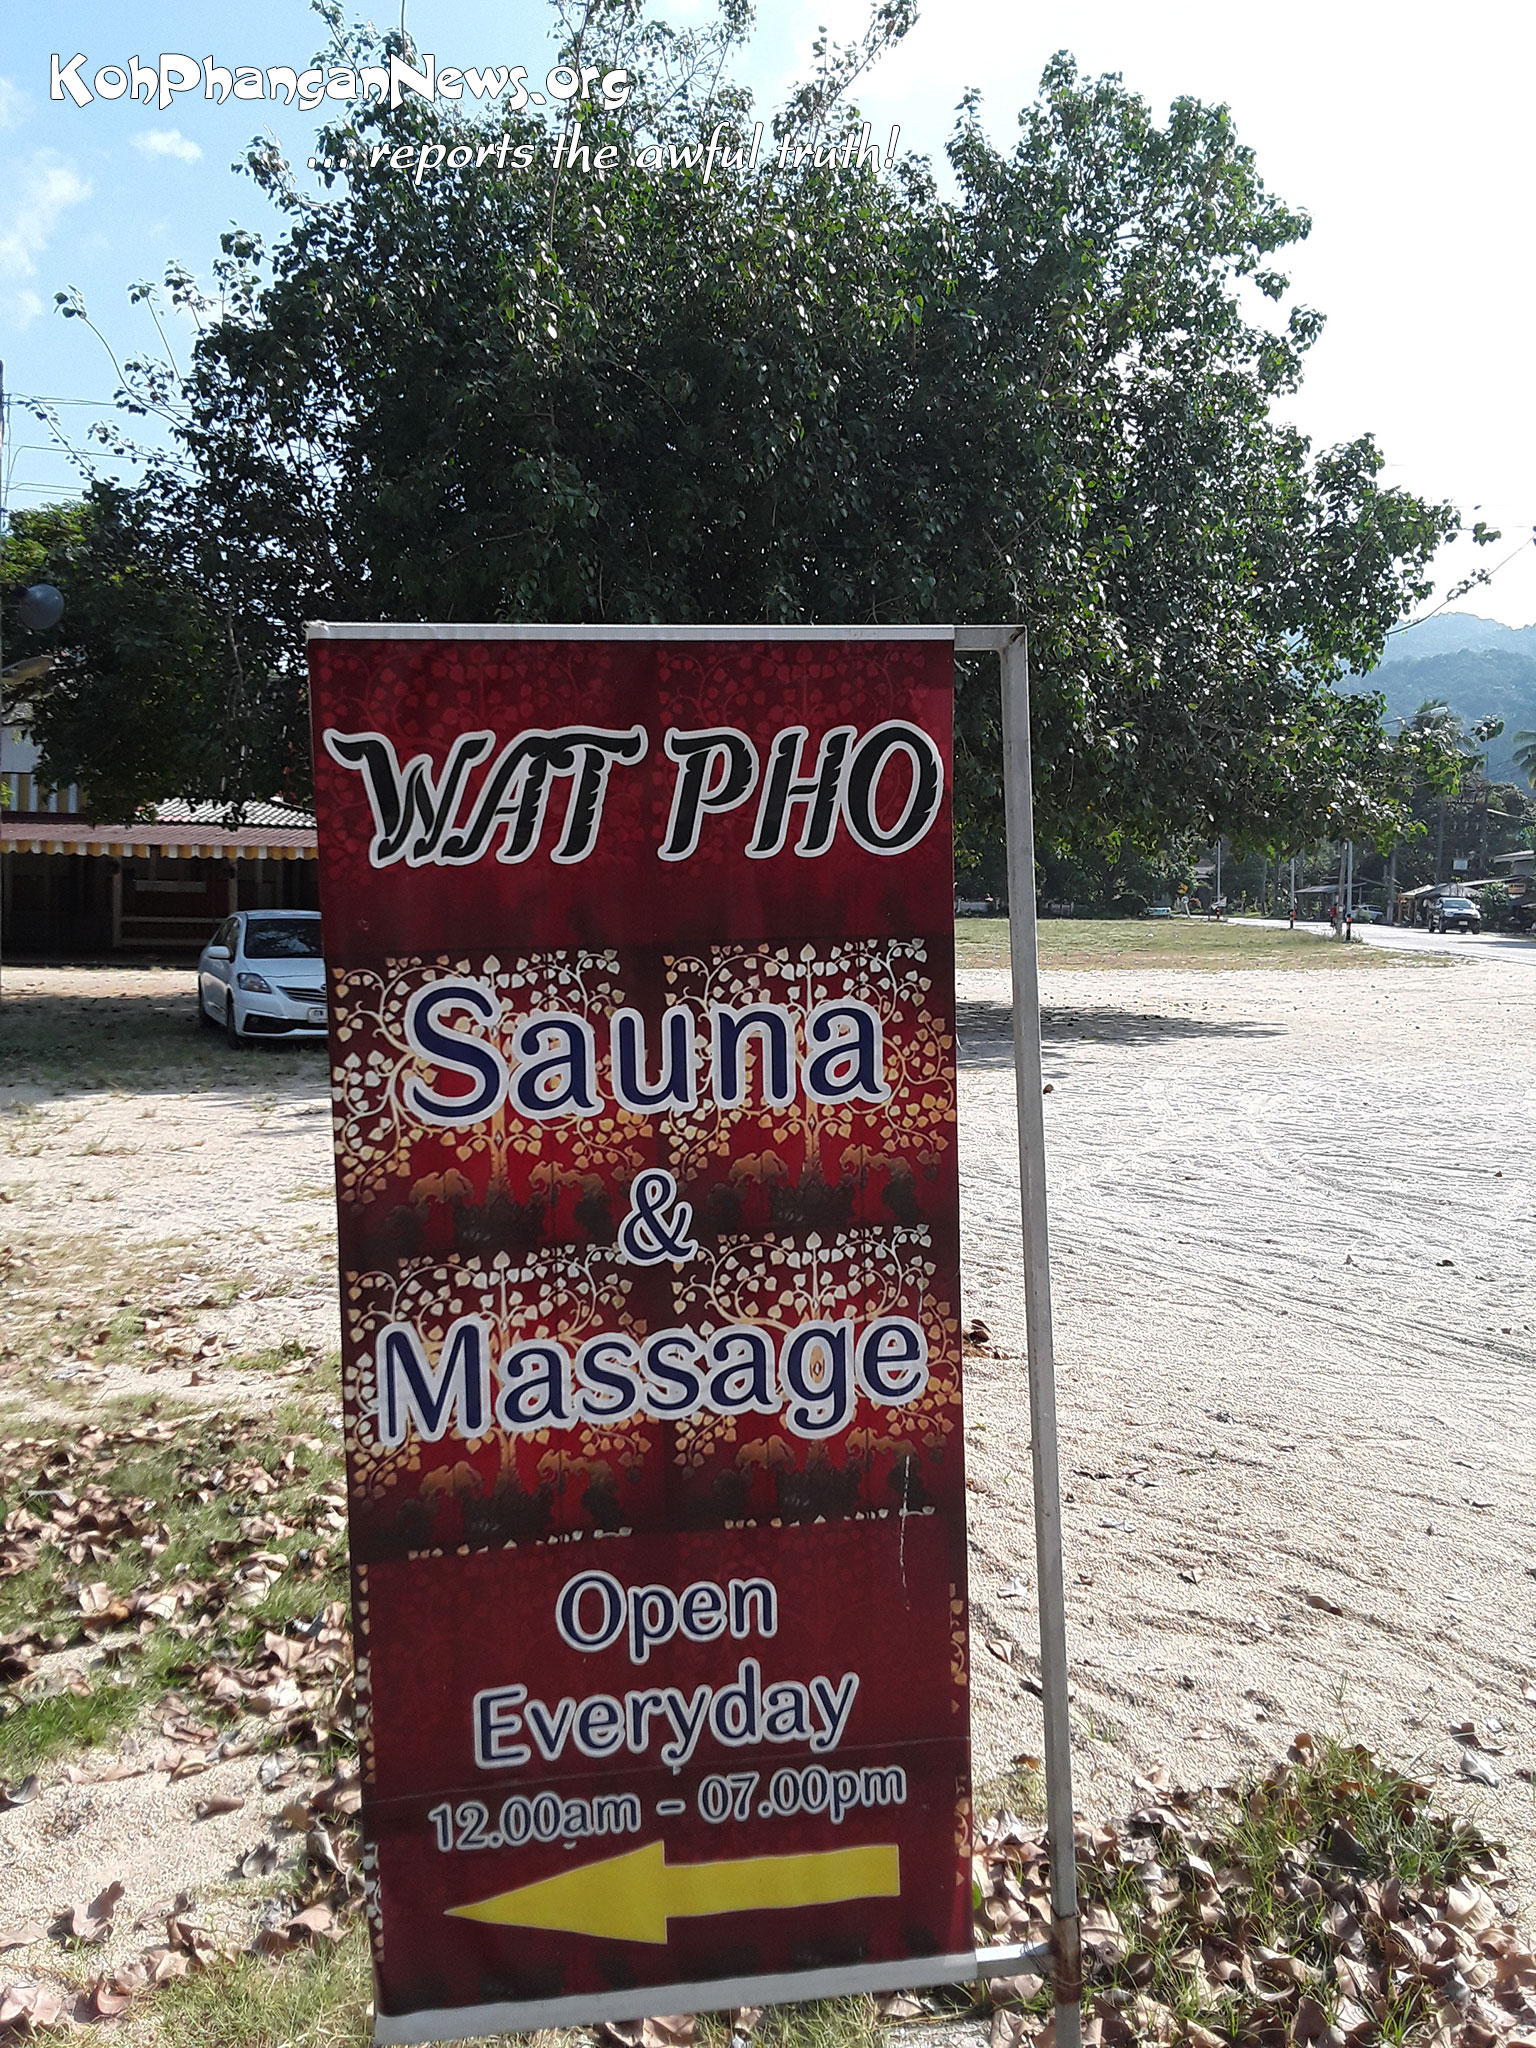 KohPhanganNews.org
... reports the awful truth!
WAT PHO
Sauna
&
Massage
Open
Everyday
12.00am - 07.00pm